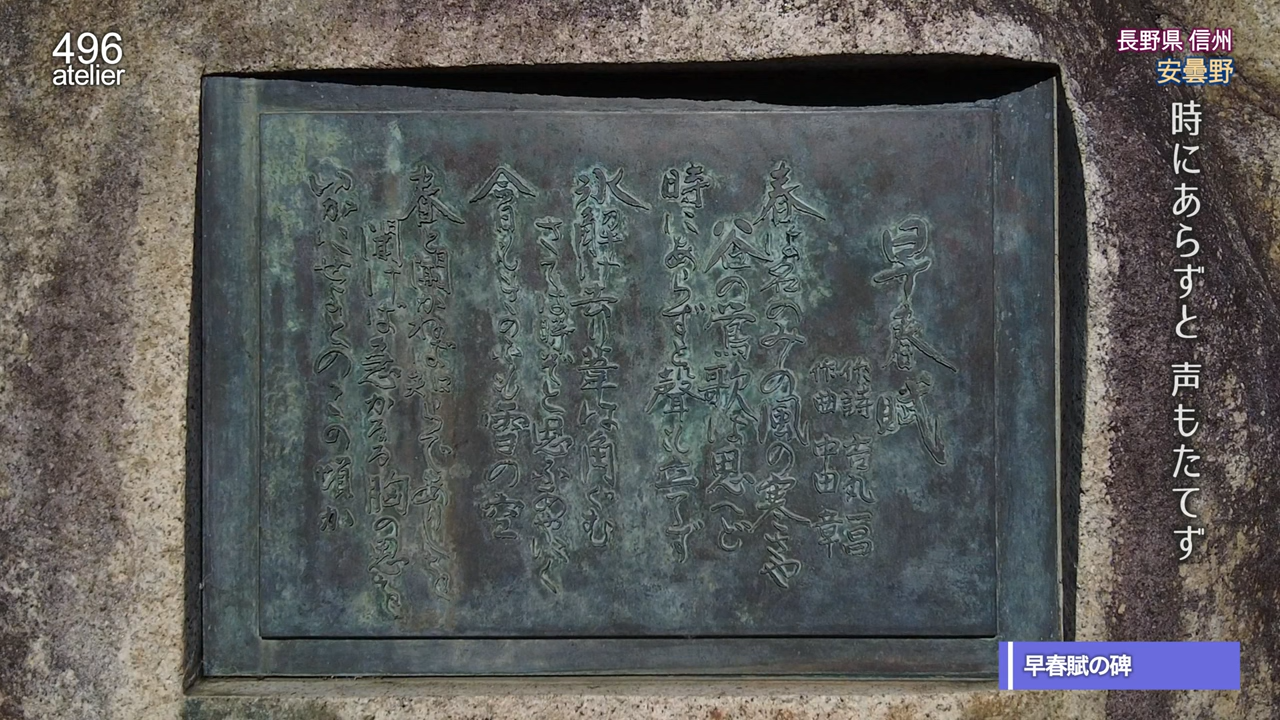 496
atelier
長野県 信州
安曇野
時にあらずと 声もたてず
早春賦
作詩 吉丸一昌
作曲 中田 章
春は名のみの風の寒さや
谷の鶯歌は思へど
時にあらずと聲も立てず
氷解け去り葦は角ぐむ
さては時ぞと思ふあやにく
今日もきのふも雪の空
春と聞かねば知らでありしを
聞けば急かるる胸の思を
いかにせよとのこの頃か
早春賦の碑